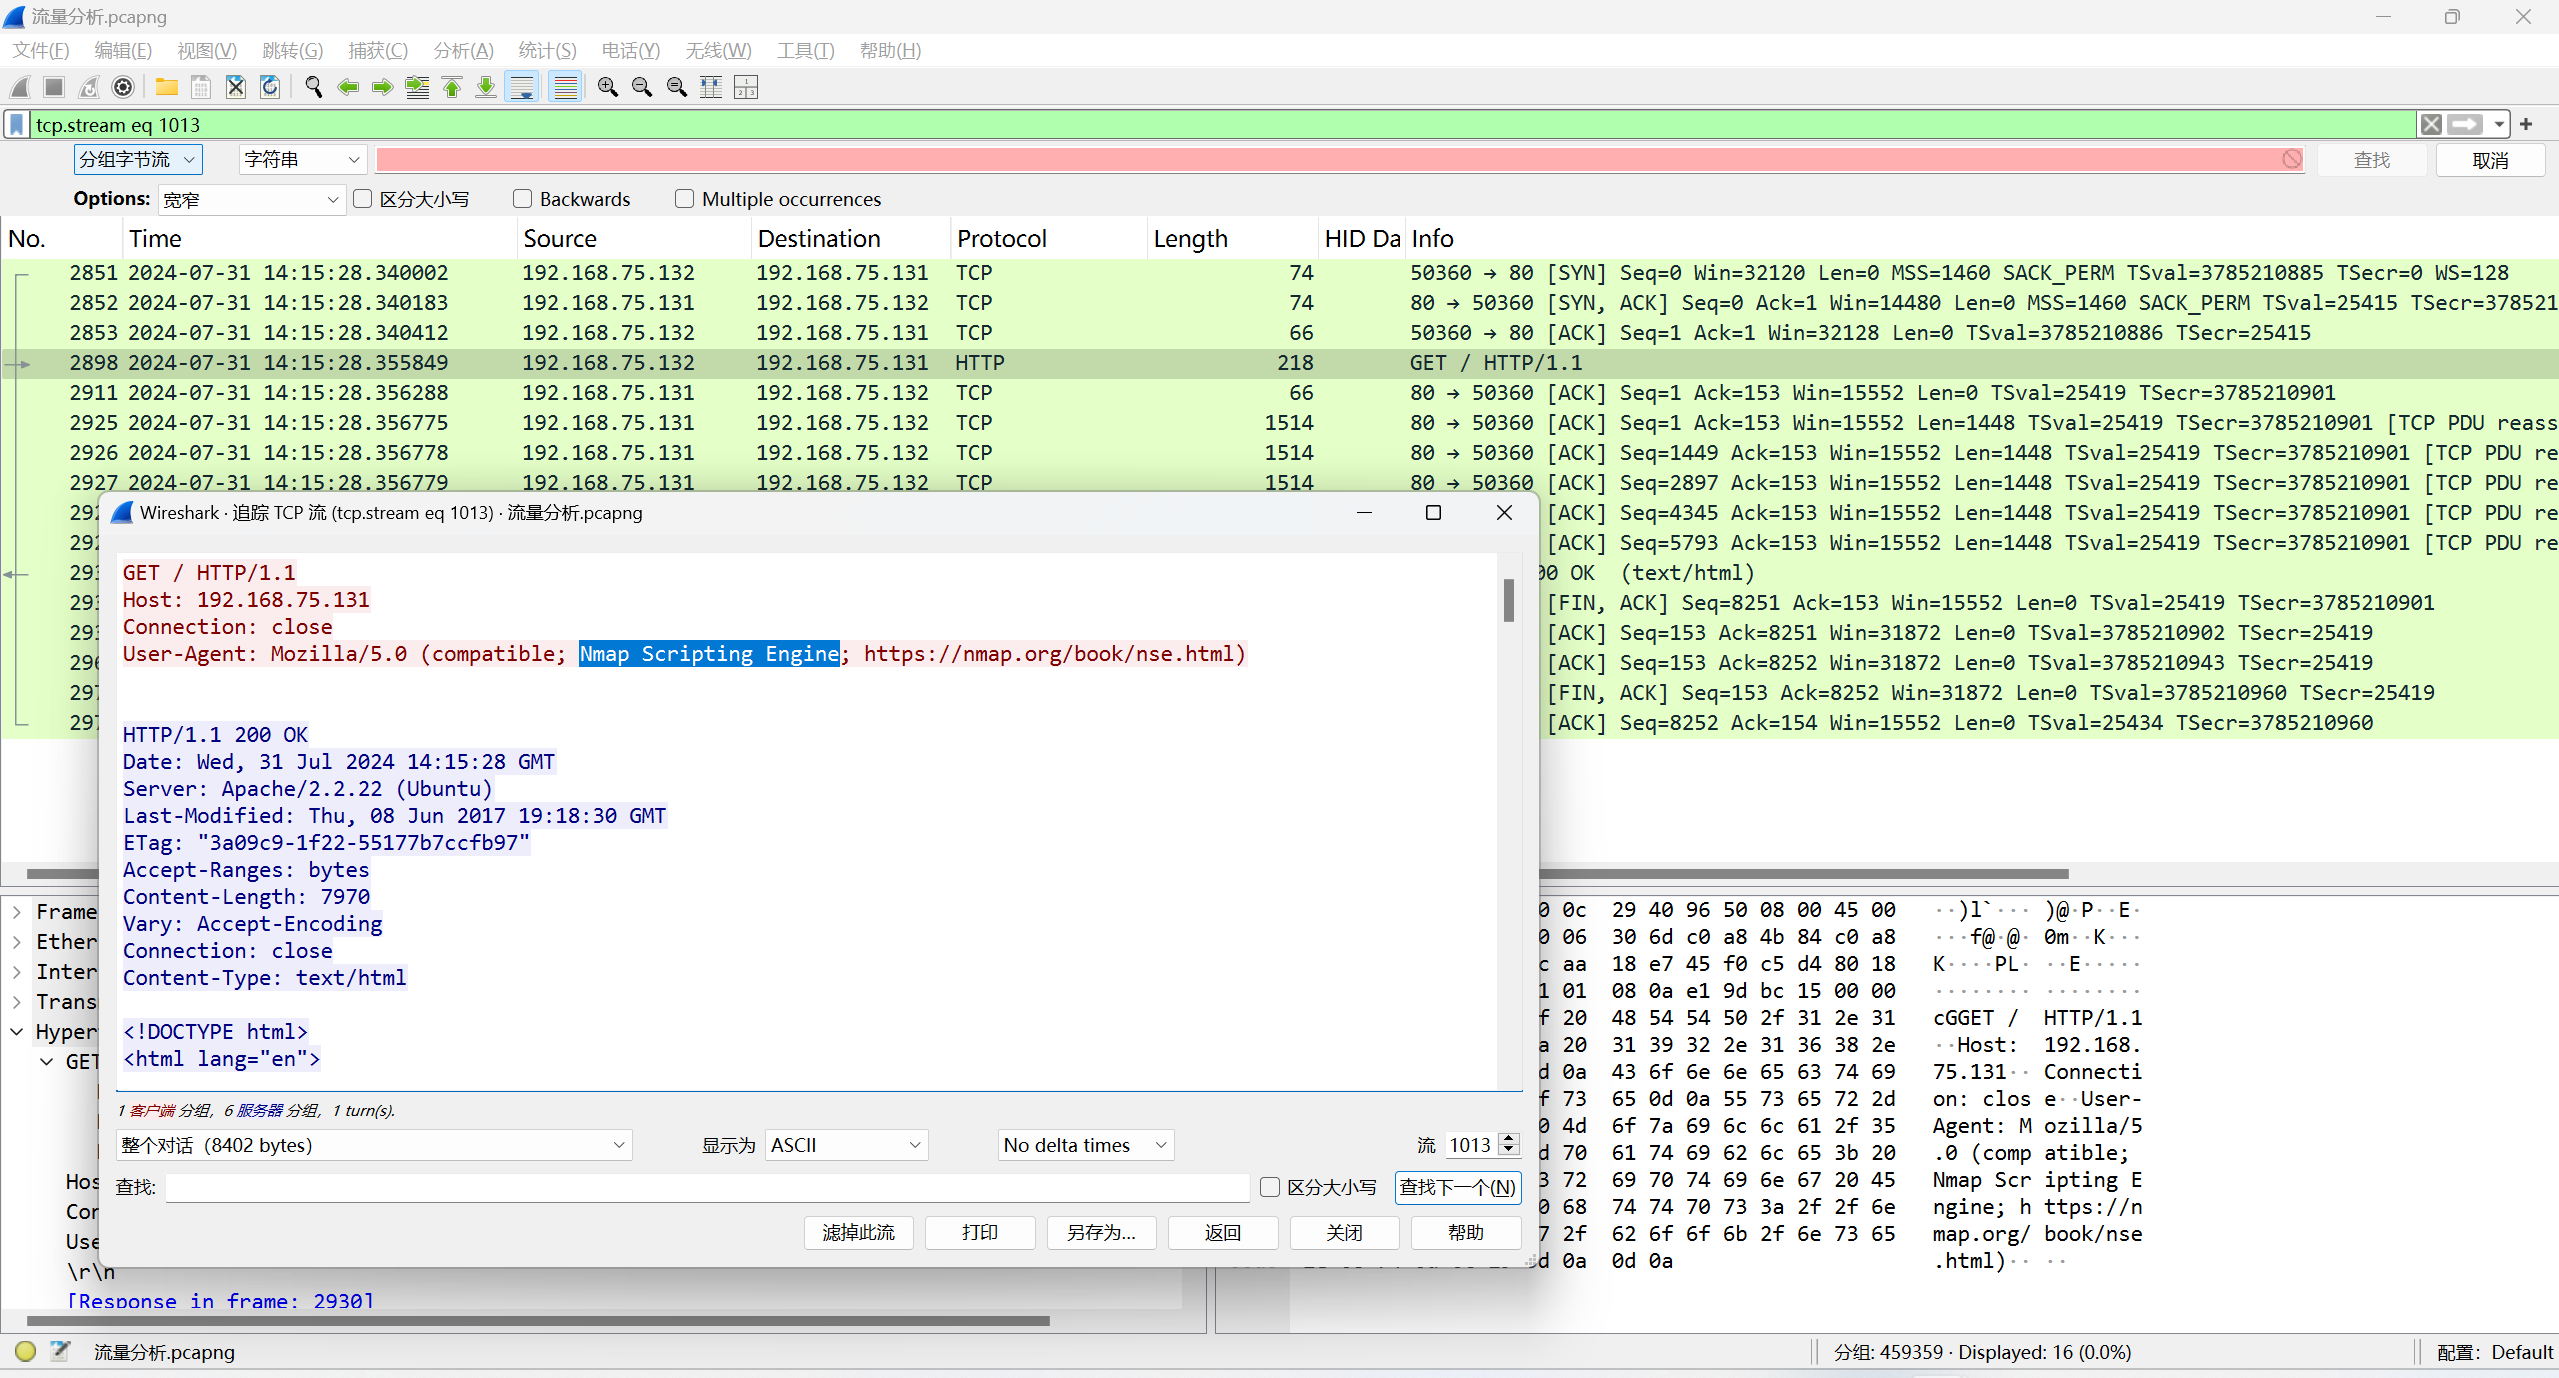 流量分析.pcapng
文件(F) 编辑(E) 视图(V) 跳转(G) 捕获(C) 分析(A) 统计(S) 电话(Y) 无线(W) 工具(T) 帮助(H)
tcp.stream eq 1013
分组字节流 字符串 查找 取消
Options: 宽窄 区分大小写 Backwards Multiple occurrences
No. Time Source Destination Protocol Length HID Da Info
2851 2024-07-31 14:15:28.340002 192.168.75.132 192.168.75.131 TCP 74 50360 → 80 [SYN] Seq=0 Win=32120 Len=0 MSS=1460 SACK_PERM TSval=3785210885 TSecr=0 WS=128
2852 2024-07-31 14:15:28.340183 192.168.75.131 192.168.75.132 TCP 74 80 → 50360 [SYN, ACK] Seq=0 Ack=1 Win=14480 Len=0 MSS=1460 SACK_PERM TSval=25415 TSecr=378521
2853 2024-07-31 14:15:28.340412 192.168.75.132 192.168.75.131 TCP 66 50360 → 80 [ACK] Seq=1 Ack=1 Win=32128 Len=0 TSval=3785210886 TSecr=25415
2898 2024-07-31 14:15:28.355849 192.168.75.132 192.168.75.131 HTTP 218 GET / HTTP/1.1
2911 2024-07-31 14:15:28.356288 192.168.75.131 192.168.75.132 TCP 66 80 → 50360 [ACK] Seq=1 Ack=153 Win=15552 Len=0 TSval=25419 TSecr=3785210901
2925 2024-07-31 14:15:28.356775 192.168.75.131 192.168.75.132 TCP 1514 80 → 50360 [ACK] Seq=1 Ack=153 Win=15552 Len=1448 TSval=25419 TSecr=3785210901 [TCP PDU reass
2926 2024-07-31 14:15:28.356778 192.168.75.131 192.168.75.132 TCP 1514 80 → 50360 [ACK] Seq=1449 Ack=153 Win=15552 Len=1448 TSval=25419 TSecr=3785210901 [TCP PDU re
2927 2024-07-31 14:15:28.356779 192.168.75.131 192.168.75.132 TCP 1514 80 → 50360 [ACK] Seq=2897 Ack=153 Win=15552 Len=1448 TSval=25419 TSecr=3785210901 [TCP PDU re
292 [ACK] Seq=4345 Ack=153 Win=15552 Len=1448 TSval=25419 TSecr=3785210901 [TCP PDU re
292 [ACK] Seq=5793 Ack=153 Win=15552 Len=1448 TSval=25419 TSecr=3785210901 [TCP PDU re
293 00 OK (text/html)
293 [FIN, ACK] Seq=8251 Ack=153 Win=15552 Len=0 TSval=25419 TSecr=3785210901
293 [ACK] Seq=153 Ack=8251 Win=31872 Len=0 TSval=3785210902 TSecr=25419
296 [ACK] Seq=153 Ack=8252 Win=31872 Len=0 TSval=3785210943 TSecr=25419
297 [FIN, ACK] Seq=153 Ack=8252 Win=31872 Len=0 TSval=3785210960 TSecr=25419
297 [ACK] Seq=8252 Ack=154 Win=15552 Len=0 TSval=25434 TSecr=3785210960
Wireshark · 追踪 TCP 流 (tcp.stream eq 1013) · 流量分析.pcapng
GET / HTTP/1.1
Host: 192.168.75.131
Connection: close
User-Agent: Mozilla/5.0 (compatible; Nmap Scripting Engine; https://nmap.org/book/nse.html)
HTTP/1.1 200 OK
Date: Wed, 31 Jul 2024 14:15:28 GMT
Server: Apache/2.2.22 (Ubuntu)
Last-Modified: Thu, 08 Jun 2017 19:18:30 GMT
ETag: "3a09c9-1f22-55177b7ccfb97"
Accept-Ranges: bytes
Content-Length: 7970
Vary: Accept-Encoding
Connection: close
Content-Type: text/html
<!DOCTYPE html>
<html lang="en">
1 客户端 分组, 6 服务器 分组, 1 turn(s).
整个对话 (8402 bytes) 显示为 ASCII No delta times 流 1013
查找: 区分大小写 查找下一个(N)
滤掉此流 打印 另存为... 返回 关闭 帮助
Frame
Ether
Inter
Trans
Hyper
GET
Hos
Con
Use
\r\n
[Response in frame: 2930]
0 0c 29 40 96 50 08 00 45 00 ··)l`··· )@·P··E·
0 06 30 6d c0 a8 4b 84 c0 a8 ···f@·@· 0m··K···
c aa 18 e7 45 f0 c5 d4 80 18 K····PL· ··E·····
1 01 08 0a e1 9d bc 15 00 00 ········ ········
f 20 48 54 54 50 2f 31 2e 31 cGGET / HTTP/1.1
a 20 31 39 32 2e 31 36 38 2e ··Host: 192.168.
d 0a 43 6f 6e 6e 65 63 74 69 75.131·· Connecti
f 73 65 0d 0a 55 73 65 72 2d on: clos e··User-
0 4d 6f 7a 69 6c 6c 61 2f 35 Agent: M ozilla/5
d 70 61 74 69 62 6c 65 3b 20 .0 (comp atible;
3 72 69 70 74 69 6e 67 20 45 Nmap Scr ipting E
0 68 74 74 70 73 3a 2f 2f 6e ngine; h ttps://n
7 2f 62 6f 6f 6b 2f 6e 73 65 map.org/ book/nse
d 0a 0d 0a .html)·· ··
流量分析.pcapng 分组: 459359 · Displayed: 16 (0.0%) 配置: Default